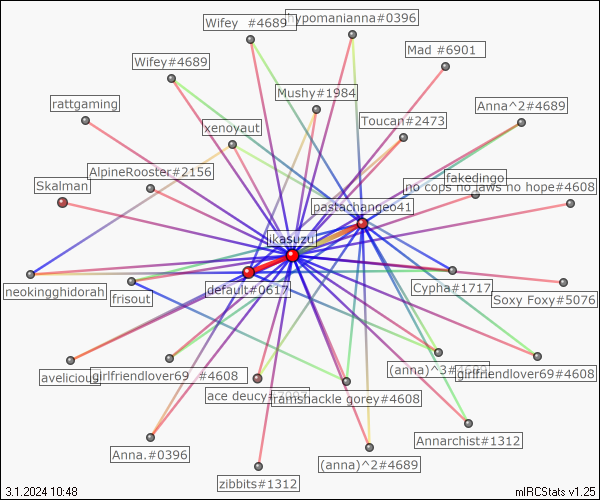 Wifey #4689
hypomanianna#0396
Mad #6901
Wifey#4689
Mushy#1984
rattgaming
Anna^2#4689
Toucan#2473
xenoyaut
AlpineRooster#2156
fakedingo
Skalman
no cops no laws no hope#4608
pastachangeo41
ikasuzu
neokingghidorah
default#0617
Cypha#1717
frisout
Soxy Foxy#5076
avelicious
girlfriendlover69 #4608
(anna)^3
girlfriendlover69#4608
ace deucy
ramshackle gorey#4608
Annarchist#1312
Anna.#0396
(anna)^2#4689
zibbits#1312
3.1.2024 10:48
mIRCStats v1.25